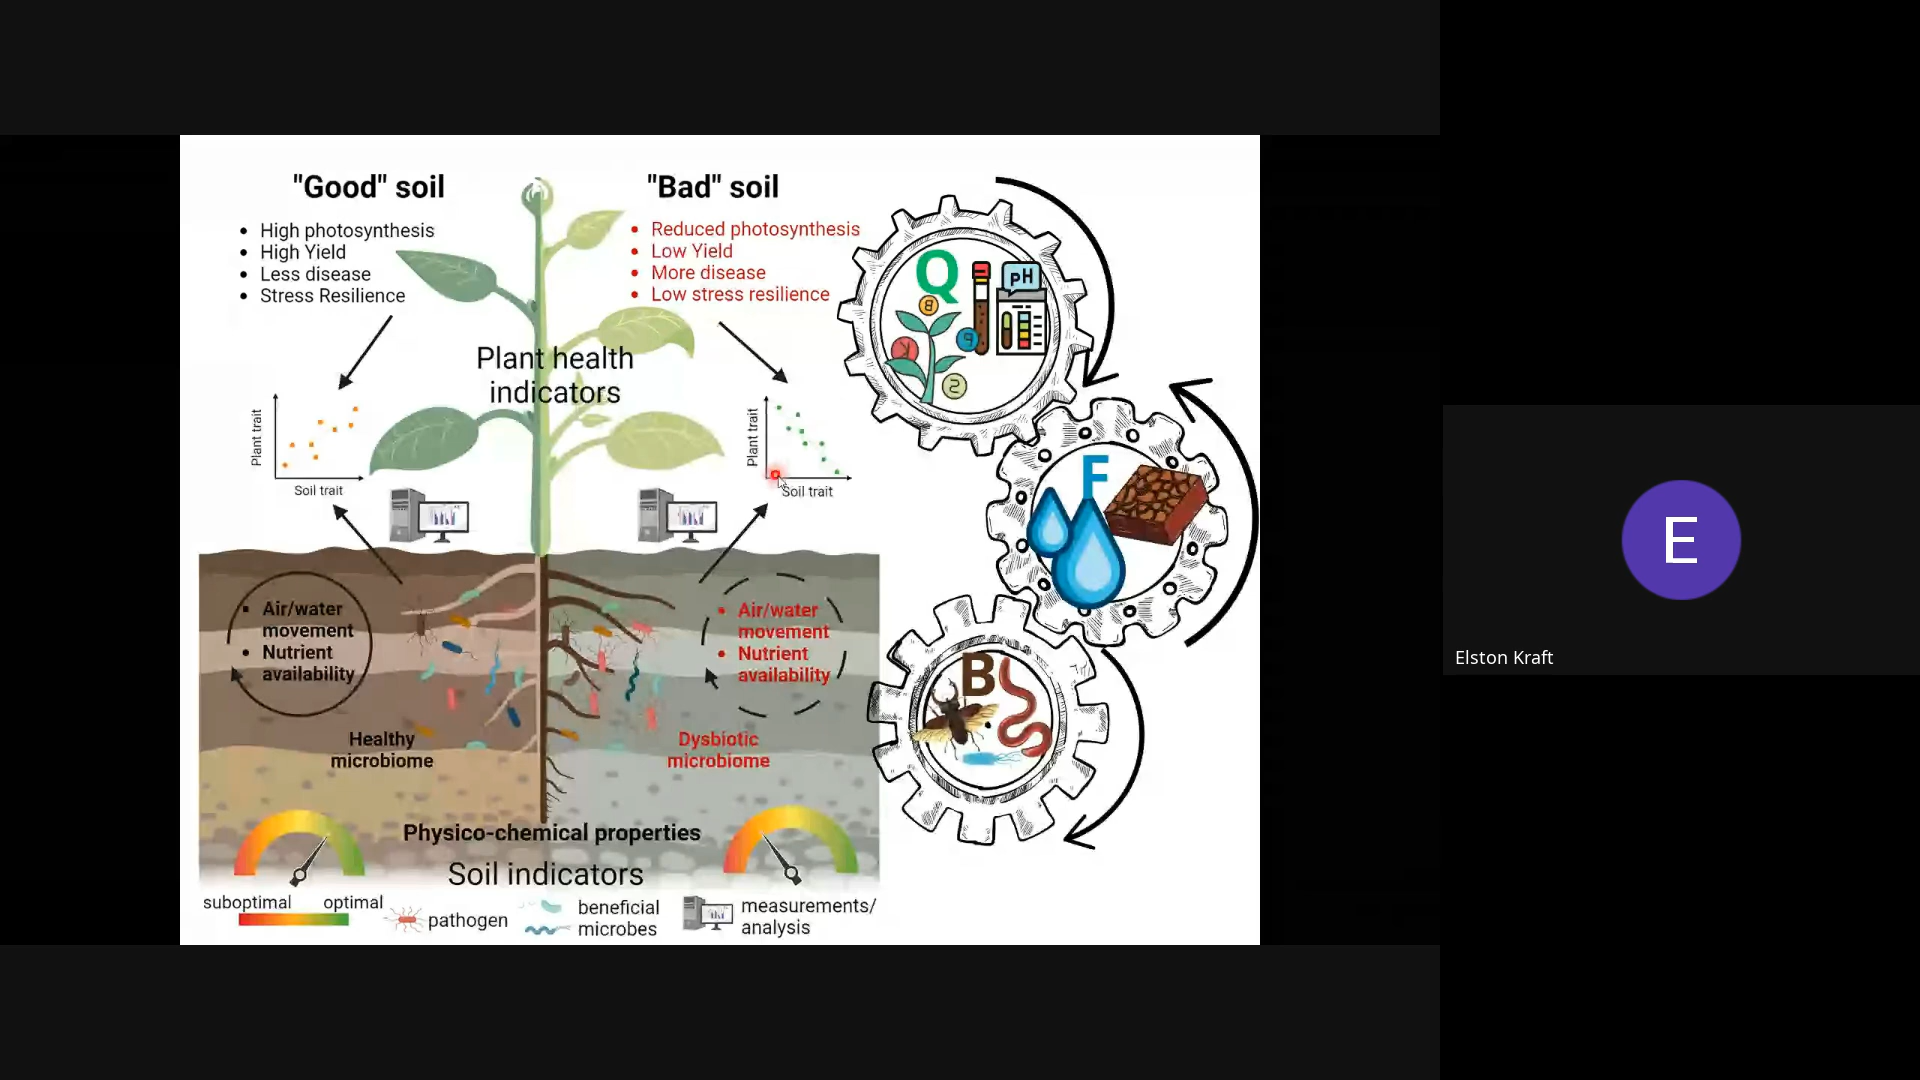 "Good" soil
• High photosynthesis
• High Yield
• Less disease
• Stress Resilience
"Bad" soil
• Reduced photosynthesis
• Low Yield
• More disease
• Low stress resilience
Plant health
indicators
Plant trait
Soil trait
Plant trait
Soil trait
• Air/water
movement
• Nutrient
availability
• Air/water
movement
• Nutrient
availability
Healthy
microbiome
Dysbiotic
microbiome
Physico-chemical properties
Soil indicators
suboptimal
optimal
pathogen
beneficial
microbes
measurements/
analysis
Q
pH
F
B
E
Elston Kraft